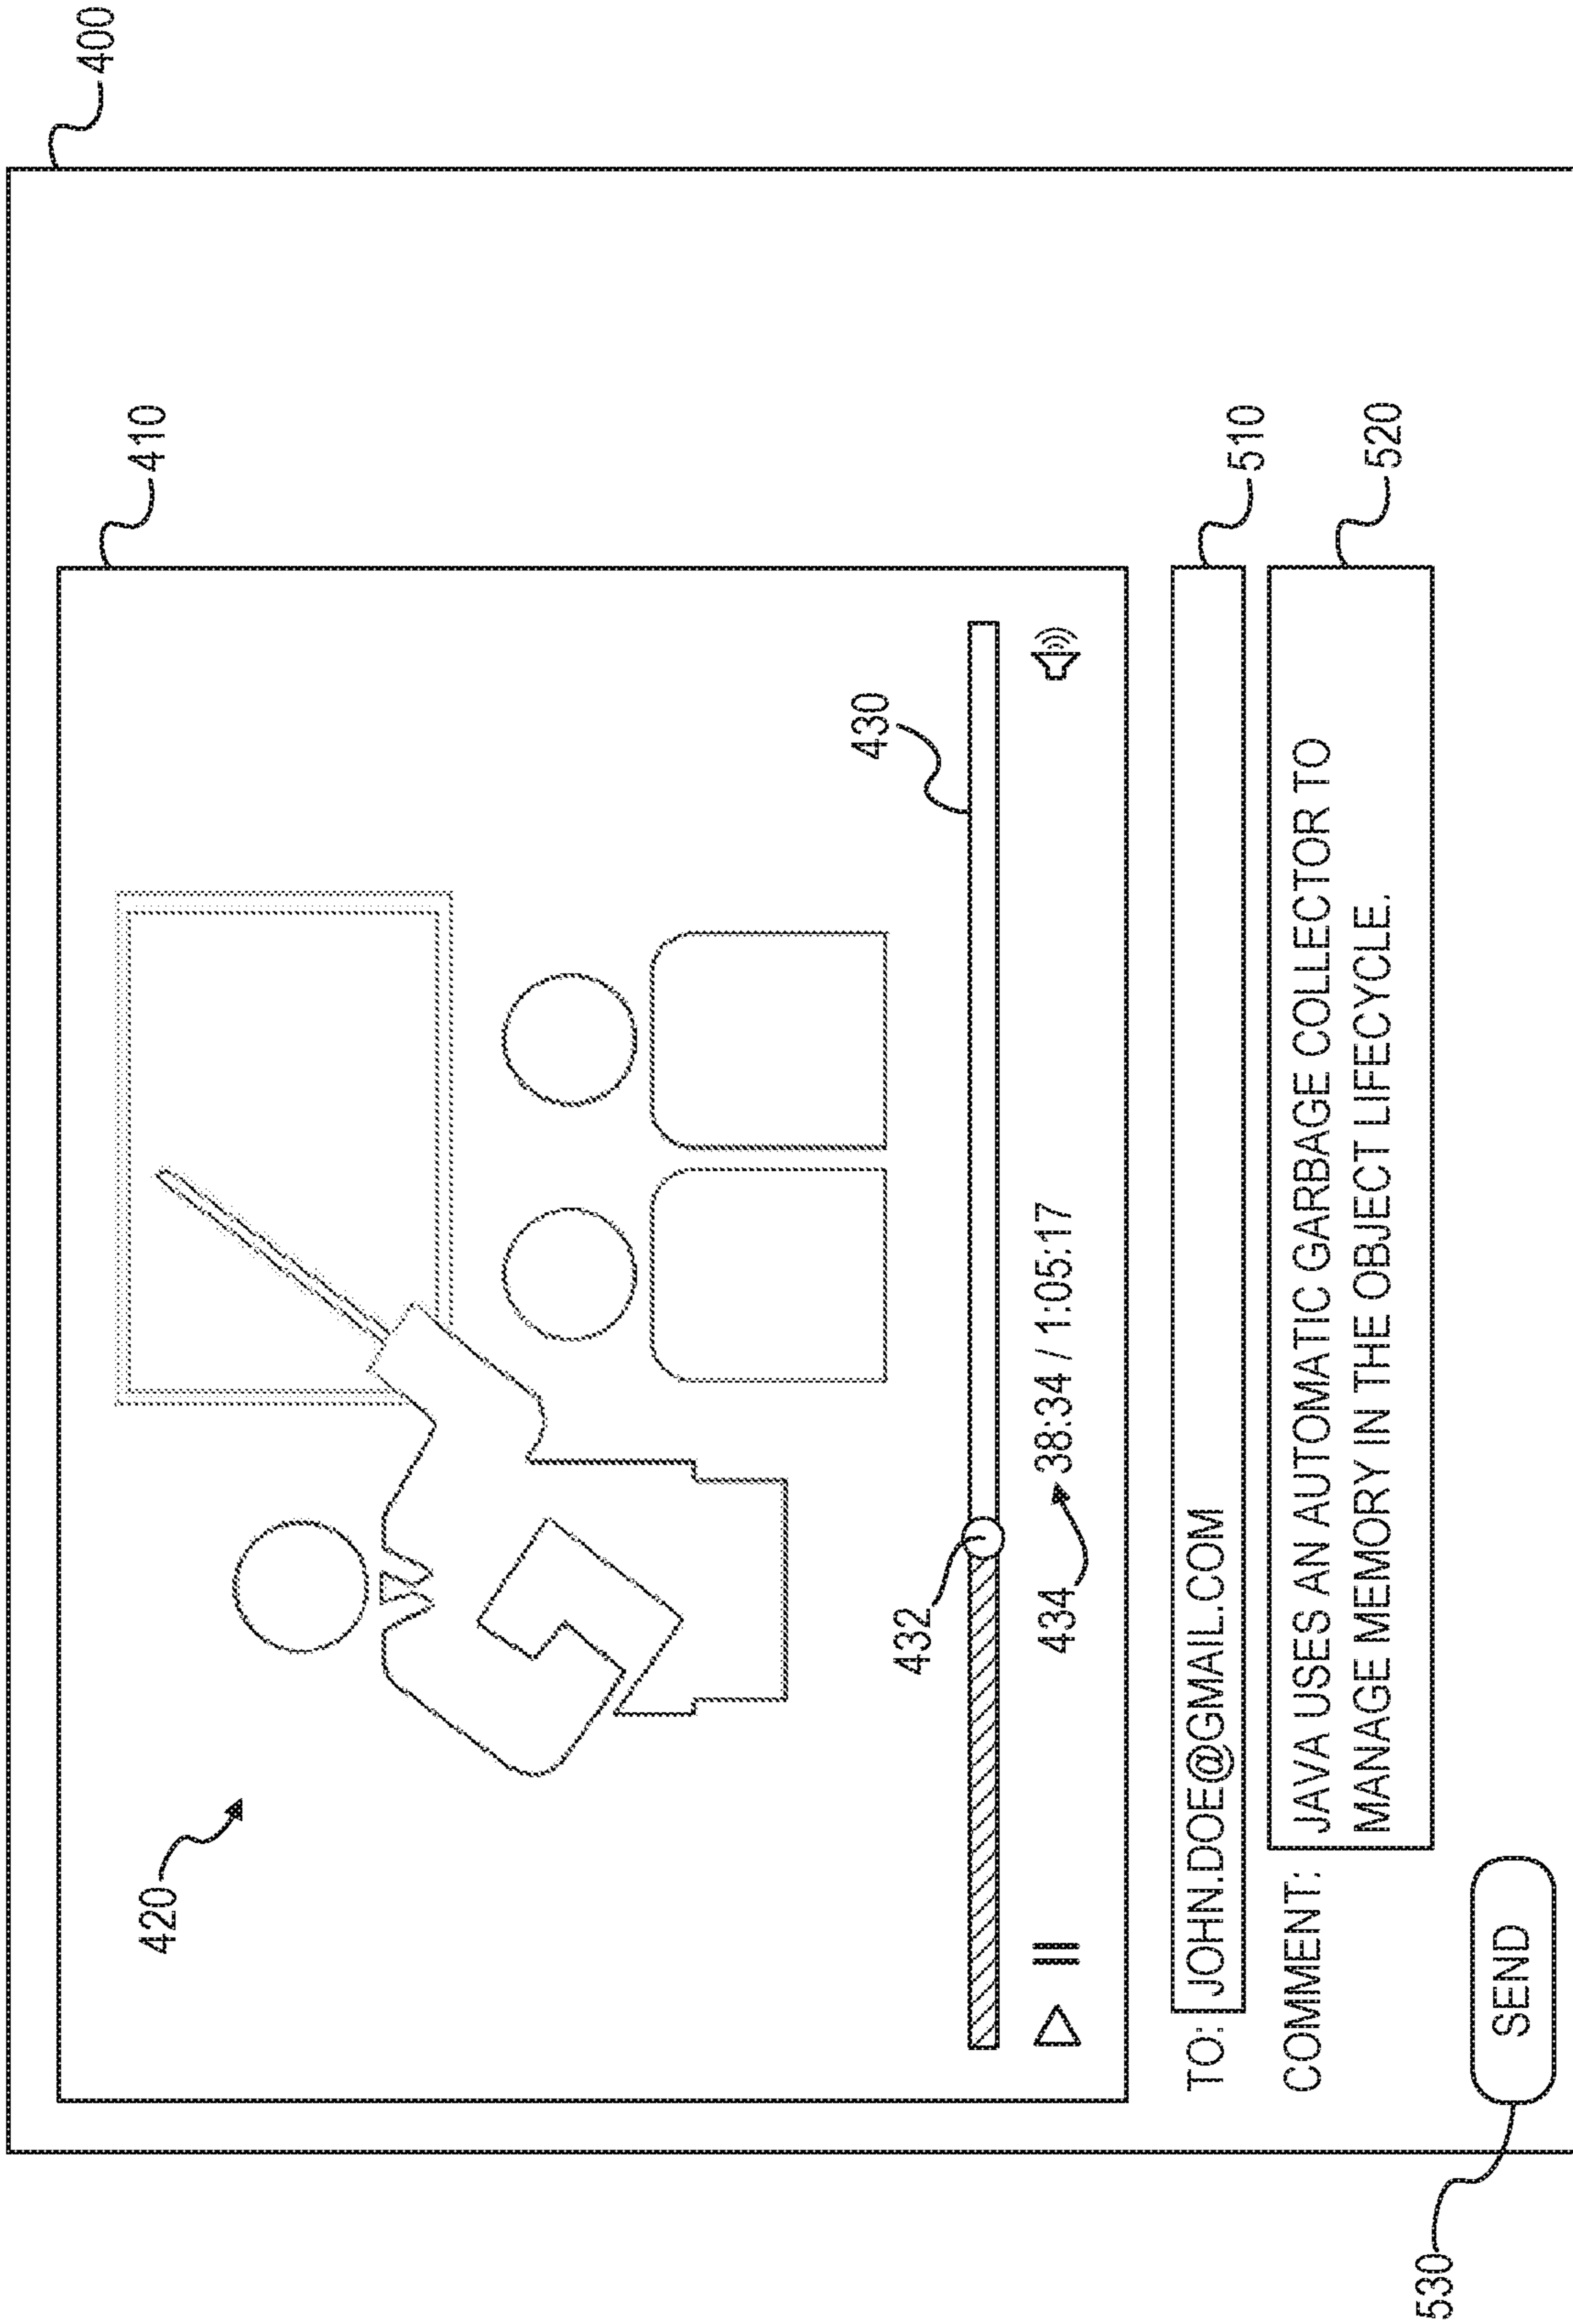 400
410
420
430
432
434
38:34 / 1:05:17
TO: JOHN.DOE@GMAIL.COM
510
COMMENT: JAVA USES AN AUTOMATIC GARBAGE COLLECTOR TO
MANAGE MEMORY IN THE OBJECT LIFECYCLE.
520
SEND
530